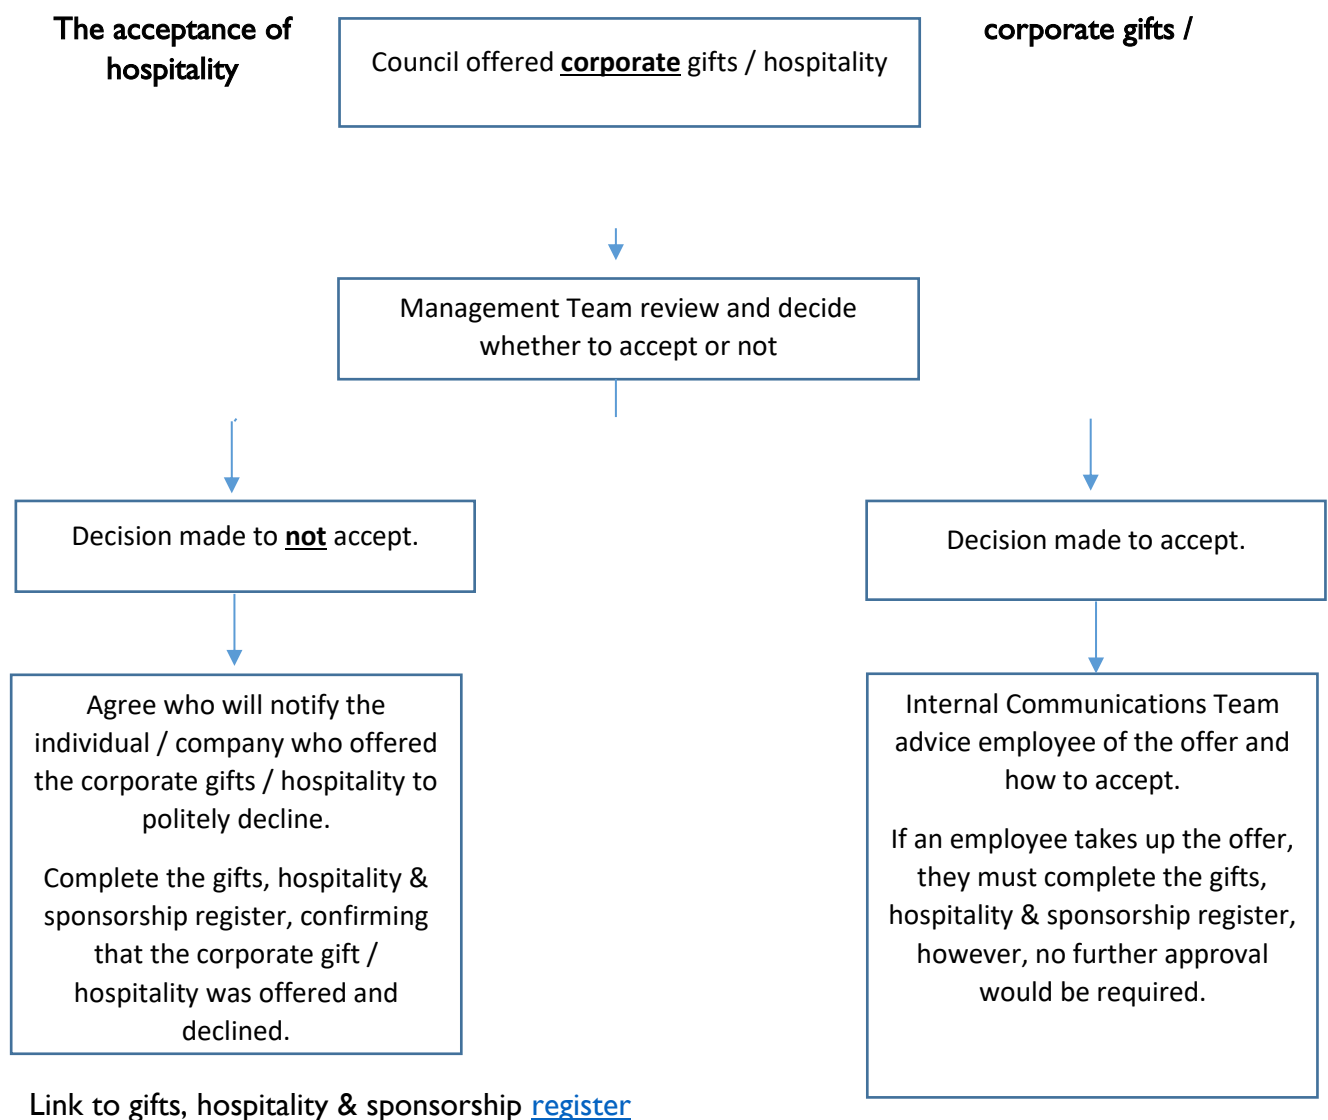 The acceptance of corporate gifts /
hospitality
Council offered corporate gifts / hospitality
Management Team review and decide
whether to accept or not
Decision made to not accept.
Decision made to accept.
Agree who will notify the
individual / company who offered
the corporate gifts / hospitality to
politely decline.
Complete the gifts, hospitality &
sponsorship register, confirming
that the corporate gift /
hospitality was offered and
declined.
Internal Communications Team
advice employee of the offer and
how to accept.
If an employee takes up the offer,
they must complete the gifts,
hospitality & sponsorship register,
however, no further approval
would be required.
Link to gifts, hospitality & sponsorship register